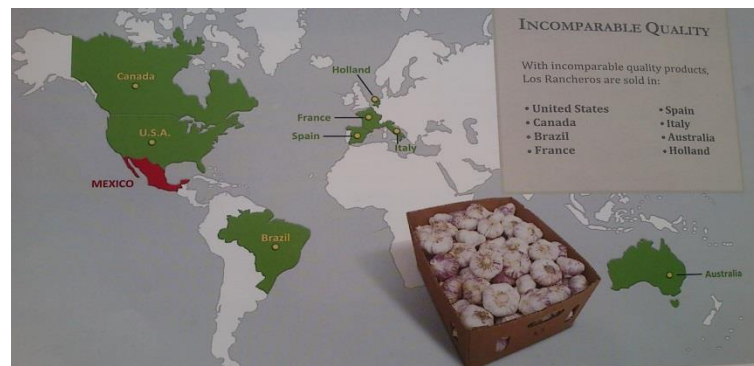 INCOMPARABLE QUALITY
With incomparable quality products,
Los Rancheros are sold in:
• United States
• Canada
• Brazil
• France
• Spain
• Italy
• Australia
• Holland
Canada
U.S.A.
MEXICO
Brazil
Holland
France
Spain
Italy
Australia